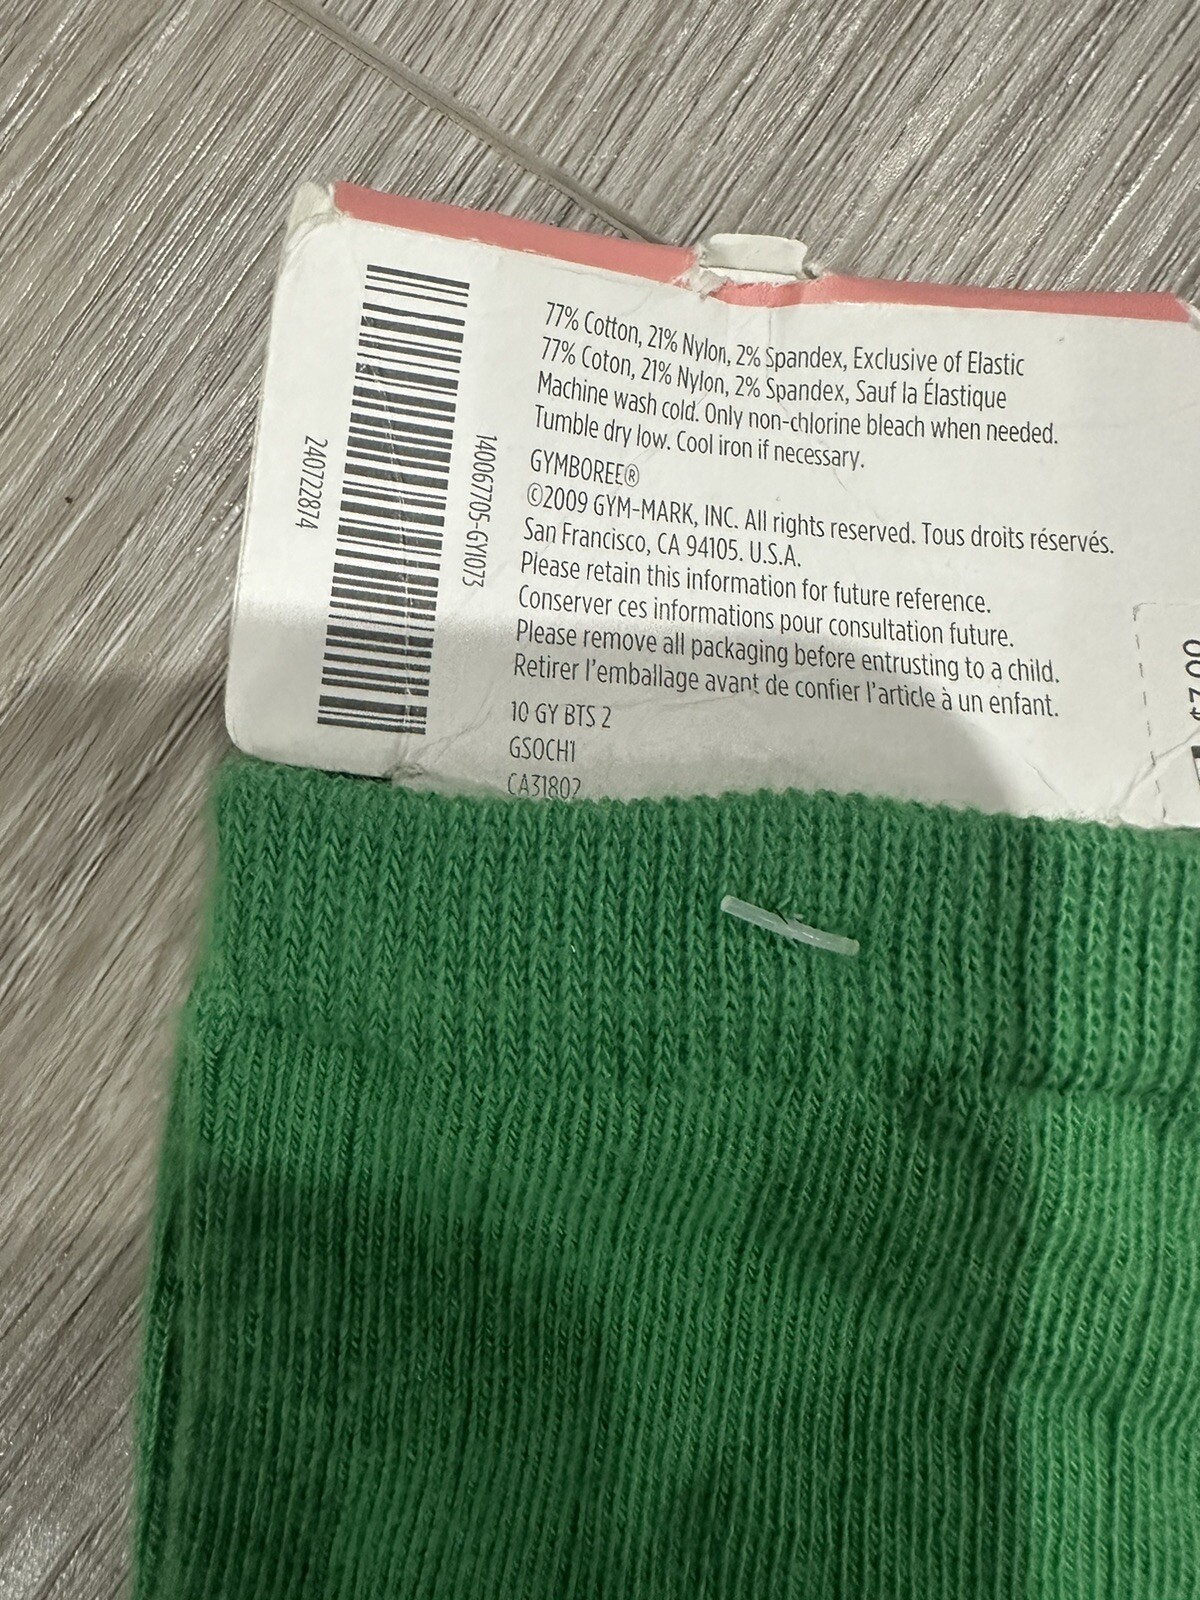 77% Cotton, 21% Nylon, 2% Spandex, Exclusive of Elastic
77% Coton, 21% Nylon, 2% Spandex, Sauf la Élastique
Machine wash cold. Only non-chlorine bleach when needed.
Tumble dry low. Cool iron if necessary.
GYMBOREE®
©2009 GYM-MARK, INC. All rights reserved. Tous droits réservés.
San Francisco, CA 94105. U.S.A.
Please retain this information for future reference.
Conserver ces informations pour consultation future.
Please remove all packaging before entrusting to a child.
Retirer l'emballage avant de confier l'article à un enfant.
10 GY BTS 2
GSOCH1
CA31802
140067705-GY1073
240722874